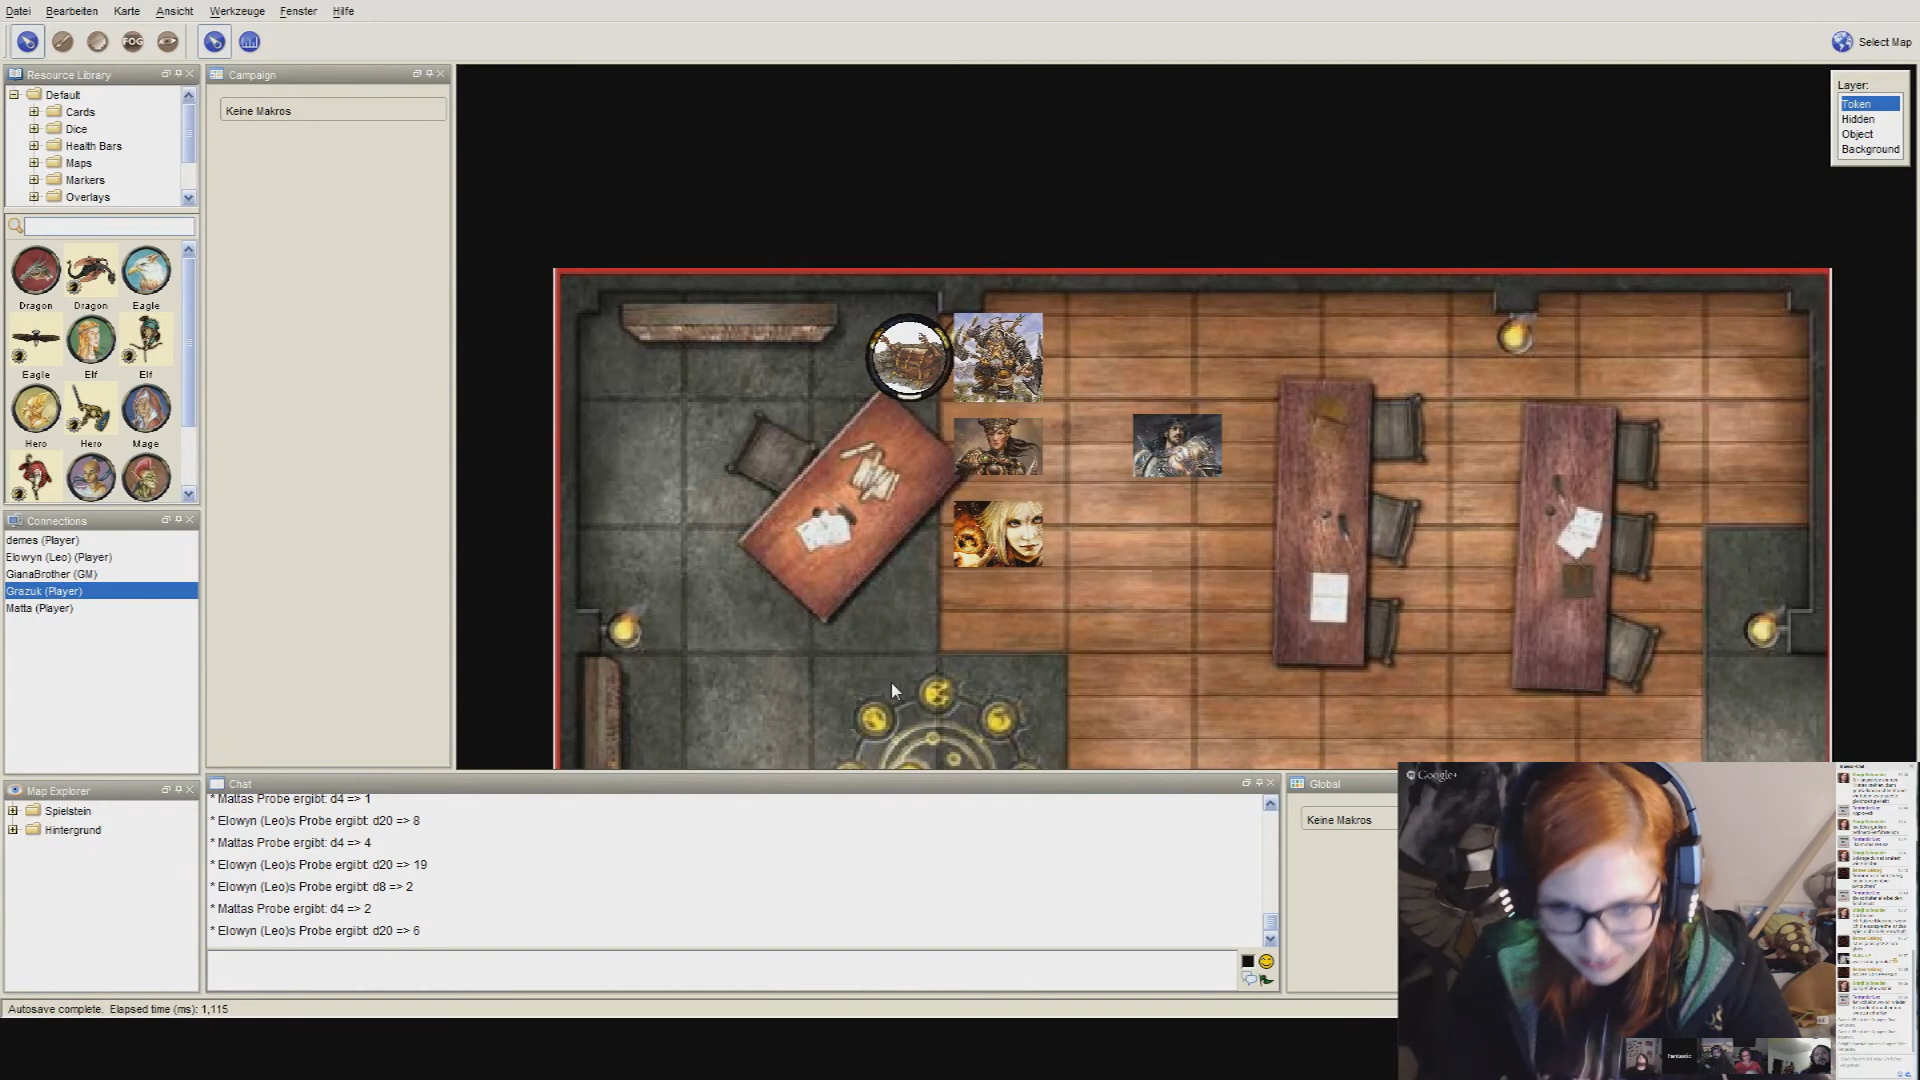 Datei Bearbeiten Karte Ansicht Werkzeuge Fenster Hilfe
FOG
Select Map
Resource Library
Campaign
Layer:
Default
Token
Cards
Keine Makros
Hidden
Dice
Object
Health Bars
Background
Maps
Markers
Overlays
Dragon Dragon Eagle
Eagle Elf Elf
Hero Hero Mage
Connections
demes (Player)
Elowyn (Leo) (Player)
GianaBrother (GM)
Grazuk (Player)
Matta (Player)
Map Explorer
Spielstein
Hintergrund
Chat
* Mattas Probe ergibt: d4 => 1
* Elowyn (Leo)s Probe ergibt: d20 => 8
* Mattas Probe ergibt: d4 => 4
* Elowyn (Leo)s Probe ergibt: d20 => 19
* Elowyn (Leo)s Probe ergibt: d8 => 2
* Mattas Probe ergibt: d4 => 2
* Elowyn (Leo)s Probe ergibt: d20 => 6
Global
Keine Makros
Google+
Fantastic
Autosave complete. Elapsed time (ms): 1,115